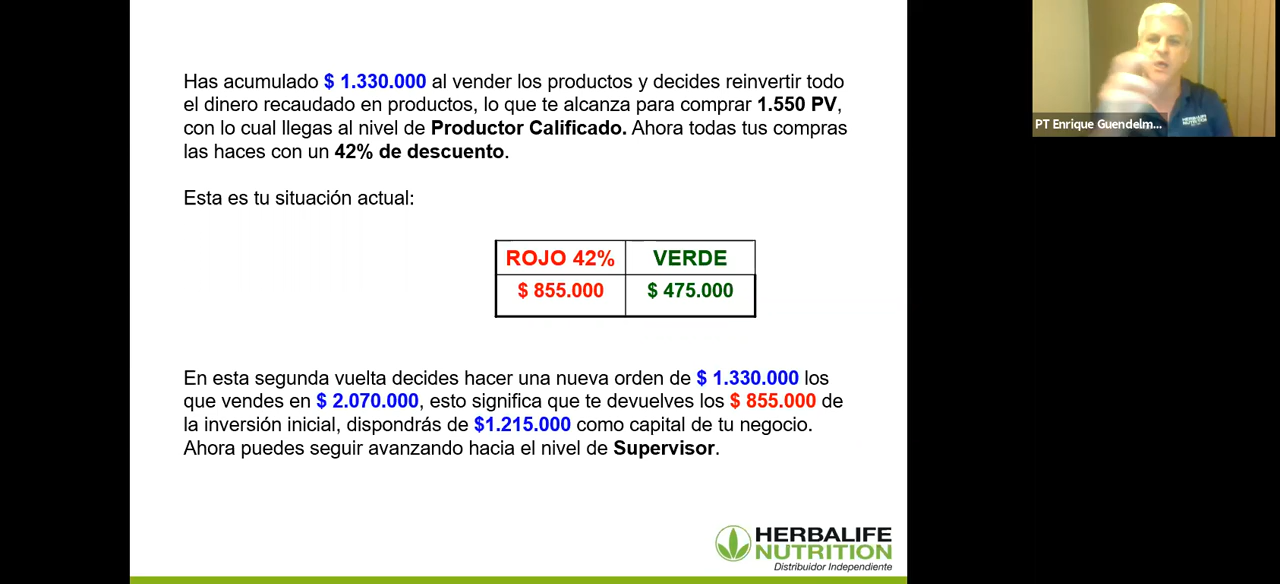 Has acumulado $ 1.330.000 al vender los productos y decides reinvertir todo
el dinero recaudado en productos, lo que te alcanza para comprar 1.550 PV,
con lo cual llegas al nivel de Productor Calificado. Ahora todas tus compras
las haces con un 42% de descuento.
Esta es tu situación actual:
ROJO 42% VERDE
$ 855.000 $ 475.000
En esta segunda vuelta decides hacer una nueva orden de $ 1.330.000 los
que vendes en $ 2.070.000, esto significa que te devuelves los $ 855.000 de
la inversión inicial, dispondrás de $1.215.000 como capital de tu negocio.
Ahora puedes seguir avanzando hacia el nivel de Supervisor.
HERBALIFE
NUTRITION
Distribuidor Independiente
PT Enrique Guendelm...
HERBALIFE
NUTRITION